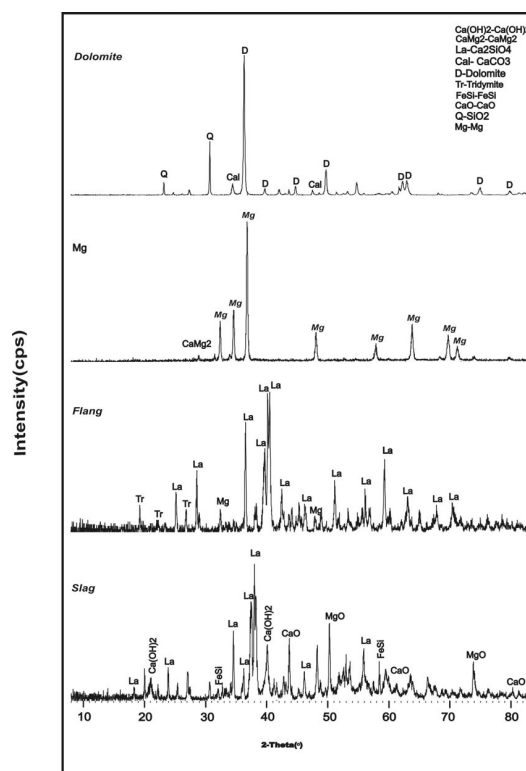 Ca(OH)2-Ca(OH)
CaMg2-CaMg2
La-Ca2SiO4
Cal- CaCO3
D-Dolomite
Tr-Tridymite
FeSi-FeSi
CaO-CaO
Q-SiO2
Mg-Mg
Dolomite
Q Q Cal D D D Cal D D D D D
Mg
CaMg2 Mg Mg Mg Mg Mg Mg Mg Mg
Flang
Tr Tr Tr La La Mg La La La La La La Mg La La La La La La
Slag
La Ca(OH)2 La FeSi La La La La Ca(OH)2 CaO La MgO La FeSi CaO MgO CaO
Intensity(cps)
10 20 30 40 50 60 70 80
2-Theta(°)